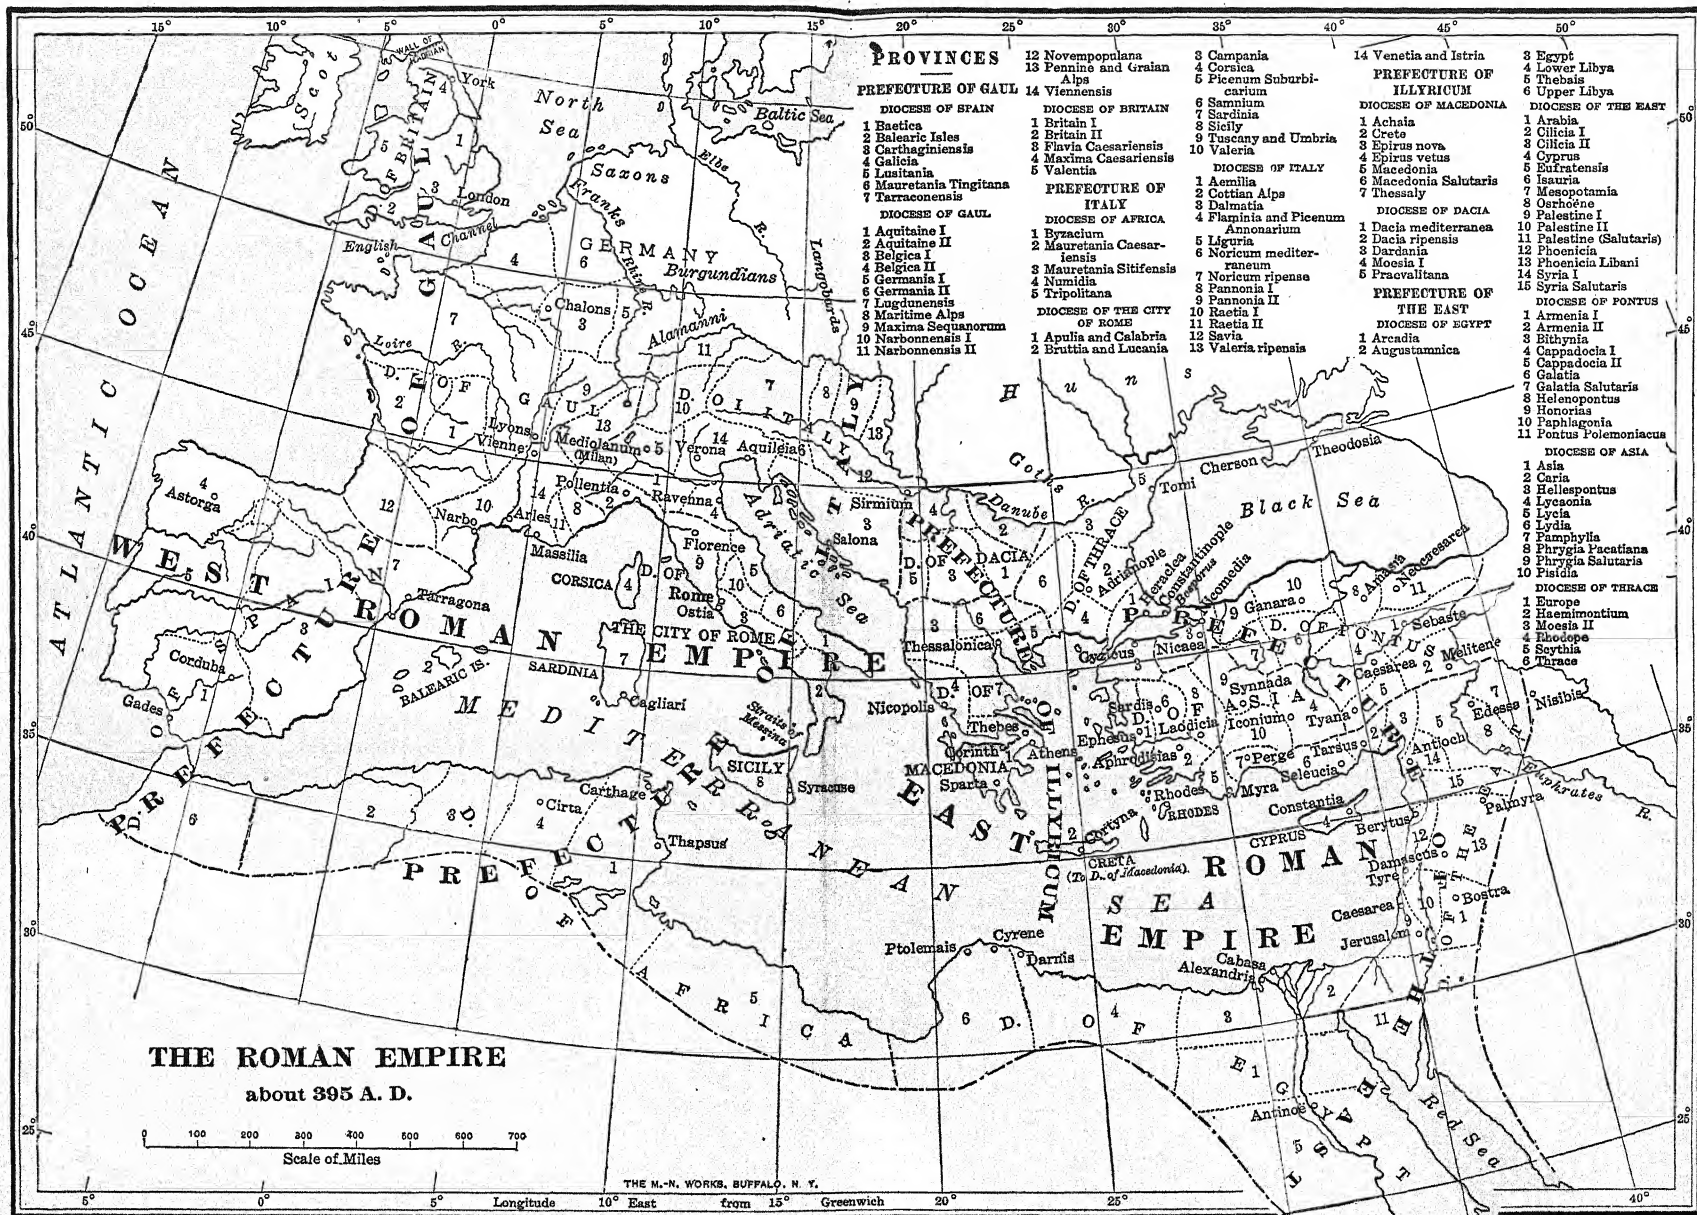 PROVINCES
PREFECTURE OF GAUL
DIOCESE OF SPAIN
1 Baetica
2 Balearic Isles
3 Carthaginiensis
4 Galicia
5 Lusitania
6 Mauretania Tingitana
7 Tarraconensis
DIOCESE OF GAUL
1 Aquitaine I
2 Aquitaine II
3 Belgica I
4 Belgica II
5 Germania I
6 Germania II
7 Lugdunensis
8 Maritime Alps
9 Maxima Sequanorum
10 Narbonnensis I
11 Narbonnensis II
12 Novempopulana
13 Pennine and Graian
Alps
14 Viennensis
DIOCESE OF BRITAIN
1 Britain I
2 Britain II
3 Flavia Caesariensis
4 Maxima Caesariensis
5 Valentia
PREFECTURE OF
ITALY
DIOCESE OF AFRICA
1 Byzacium
2 Mauretania Caesar-
iensis
3 Mauretania Sitifensis
4 Numidia
5 Tripolitana
DIOCESE OF THE CITY
OF ROME
1 Apulia and Calabria
2 Bruttia and Lucania
3 Campania
4 Corsica
5 Picenum Suburbi-
carium
6 Samnium
7 Sardinia
8 Sicily
9 Tuscany and Umbria
10 Valeria
DIOCESE OF ITALY
1 Aemilia
2 Cottian Alps
3 Dalmatia
4 Flaminia and Picenum
Annonarium
5 Liguria
6 Noricum mediter-
raneum
7 Noricum ripense
8 Pannonia I
9 Pannonia II
10 Raetia I
11 Raetia II
12 Savia
13 Valeria ripensis
14 Venetia and Istria
PREFECTURE OF
ILLYRICUM
DIOCESE OF MACEDONIA
1 Achaia
2 Crete
3 Epirus nova
4 Epirus vetus
5 Macedonia
6 Macedonia Salutaris
7 Thessaly
DIOCESE OF DACIA
1 Dacia mediterranea
2 Dacia ripensis
3 Dardania
4 Moesia I
5 Praevalitana
PREFECTURE OF
THE EAST
DIOCESE OF EGYPT
1 Arcadia
2 Augustamnica
3 Egypt
4 Lower Libya
5 Thebais
6 Upper Libya
DIOCESE OF THE EAST
1 Arabia
2 Cilicia I
3 Cilicia II
4 Cyprus
5 Eufratensis
6 Isauria
7 Mesopotamia
8 Osrhoëne
9 Palestine I
10 Palestine II
11 Palestine (Salutaris)
12 Phoenicia
13 Phoenicia Libani
14 Syria I
15 Syria Salutaris
DIOCESE OF PONTUS
1 Armenia I
2 Armenia II
3 Bithynia
4 Cappadocia I
5 Cappadocia II
6 Galatia
7 Galatia Salutaris
8 Helenopontus
9 Honorias
10 Paphlagonia
11 Pontus Polemoniacus
DIOCESE OF ASIA
1 Asia
2 Caria
3 Hellespontus
4 Lycaonia
5 Lycia
6 Lydia
7 Pamphylia
8 Phrygia Pacatiana
9 Phrygia Salutaris
10 Pisidia
DIOCESE OF THRACE
1 Europe
2 Haemimontium
3 Moesia II
4 Rhodope
5 Scythia
6 Thrace
WALL OF HADRIAN
Scot
York
North
Sea
Baltic Sea
D. OF BRITAIN
London
English Channel
Saxons
Franks
Elbe R.
GERMANY
Burgundians
Langobards
Rhine R.
Chalons
Alamanni
Loire R.
D. OF GAUL
Lyons
Vienne
Mediolanum
(Milan)
Verona
Aquileia
D. OF ITALY
Huns
Goths
Danube R.
Cherson
Theodosia
Tomi
Black Sea
ATLANTIC OCEAN
Astorga
Narbo
Arles
Pollentia
Ravenna
Massilia
Florence
Adriatic Sea
Sirmium
Salona
CORSICA
D. OF
Rome
Ostia
THE CITY OF ROME
D. OF DACIA
D. OF THRACE
Adrianople
Heraclea
Constantinople
Bosporus
Nicomedia
Ganara
Amasia
Neocaesarea
D. OF PONTUS
Sebaste
Melitene
Nisibis
Edessa
WEST ROMAN EMPIRE
PREFECTURE OF GAUL
D. OF SPAIN
Tarragona
Corduba
Gades
BALEARIC IS.
SARDINIA
Cagliari
Thessalonica
Cyzicus
Nicaea
Caesarea
Synnada
Nicopolis
D. OF
MACEDONIA
Thebes
Corinth
Athens
Sparta
Sardis
Ephesus
Laodicia
Aphrodisias
D. OF ASIA
Iconium
Tyana
Perge
Tarsus
Seleucia
Antioch
Myra
Rhodes
RHODES
Constantia
CYPRUS
Berytus
Palmyra
Euphrates R.
Damascus
Tyre
Bostra
Caesarea
Jerusalem
D. OF THE EAST
MEDITERRANEAN SEA
Straits of
Messina
SICILY
Syracuse
Carthage
Cirta
Thapsus
PREFECTURE OF ITALY
D. OF AFRICA
PREFECTURE OF ILLYRICUM
Gortyna
CRETA
(To D. of Macedonia)
EAST ROMAN EMPIRE
PREFECTURE OF THE EAST
Ptolemais
Cyrene
Darnis
Cabasa
Alexandria
D. OF EGYPT
Antinoë
Red Sea
THE ROMAN EMPIRE
about 395 A. D.
0 100 200 300 400 500 600 700
Scale of Miles
THE M.-N. WORKS, BUFFALO, N. Y.
Longitude East from Greenwich